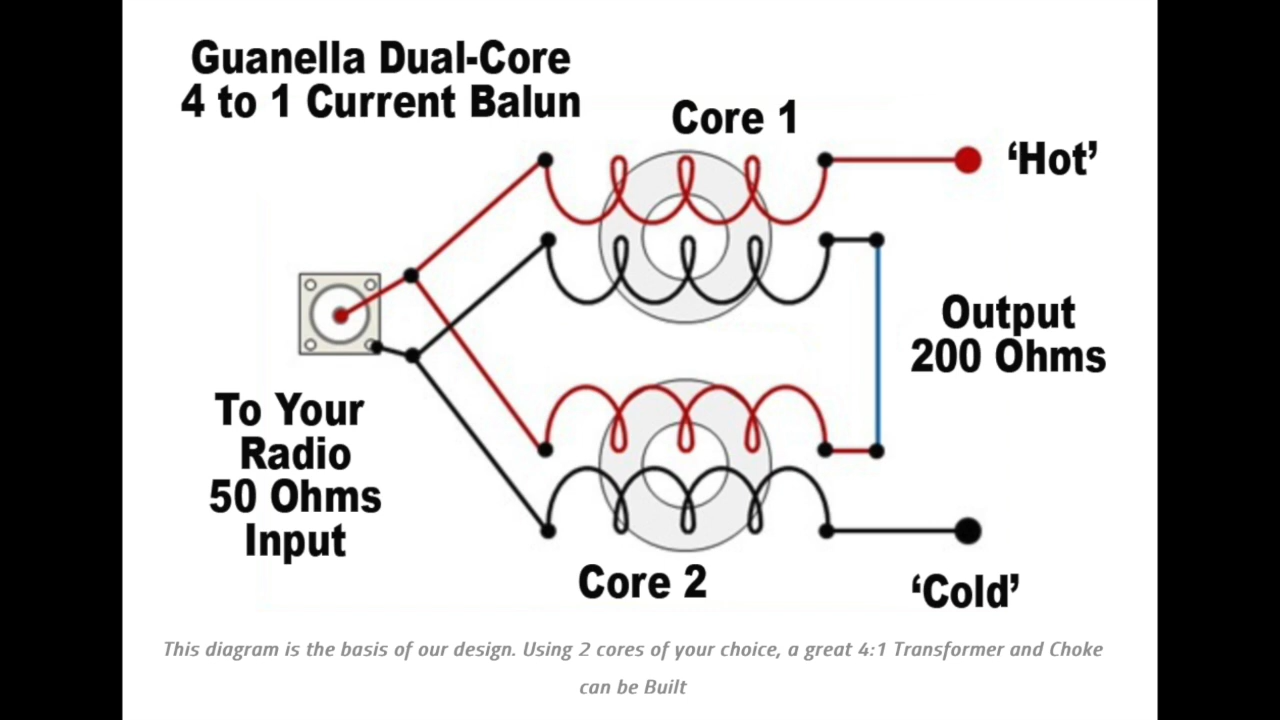 Guanella Dual-Core
4 to 1 Current Balun
Core 1
‘Hot’
Output
200 Ohms
To Your
Radio
50 Ohms
Input
Core 2
‘Cold’
This diagram is the basis of our design. Using 2 cores of your choice, a great 4:1 Transformer and Choke
can be Built